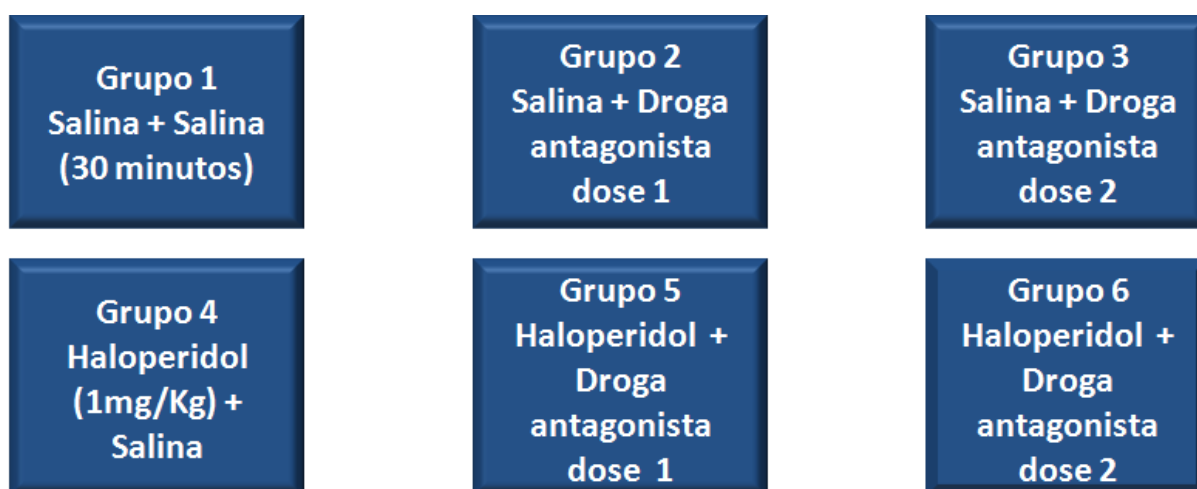 Grupo 1
Salina + Salina
(30 minutos)
Grupo 2
Salina + Droga
antagonista
dose 1
Grupo 3
Salina + Droga
antagonista
dose 2
Grupo 4
Haloperidol
(1mg/Kg) +
Salina
Grupo 5
Haloperidol +
Droga
antagonista
dose 1
Grupo 6
Haloperidol +
Droga
antagonista
dose 2